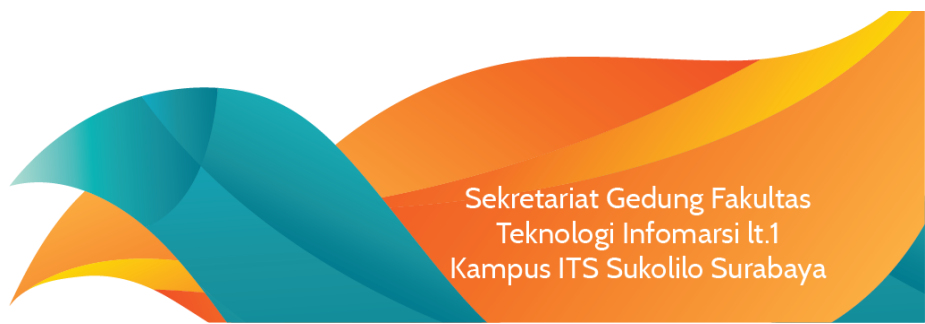 Sekretariat Gedung Fakultas
Teknologi Infomarsi lt.1
Kampus ITS Sukolilo Surabaya